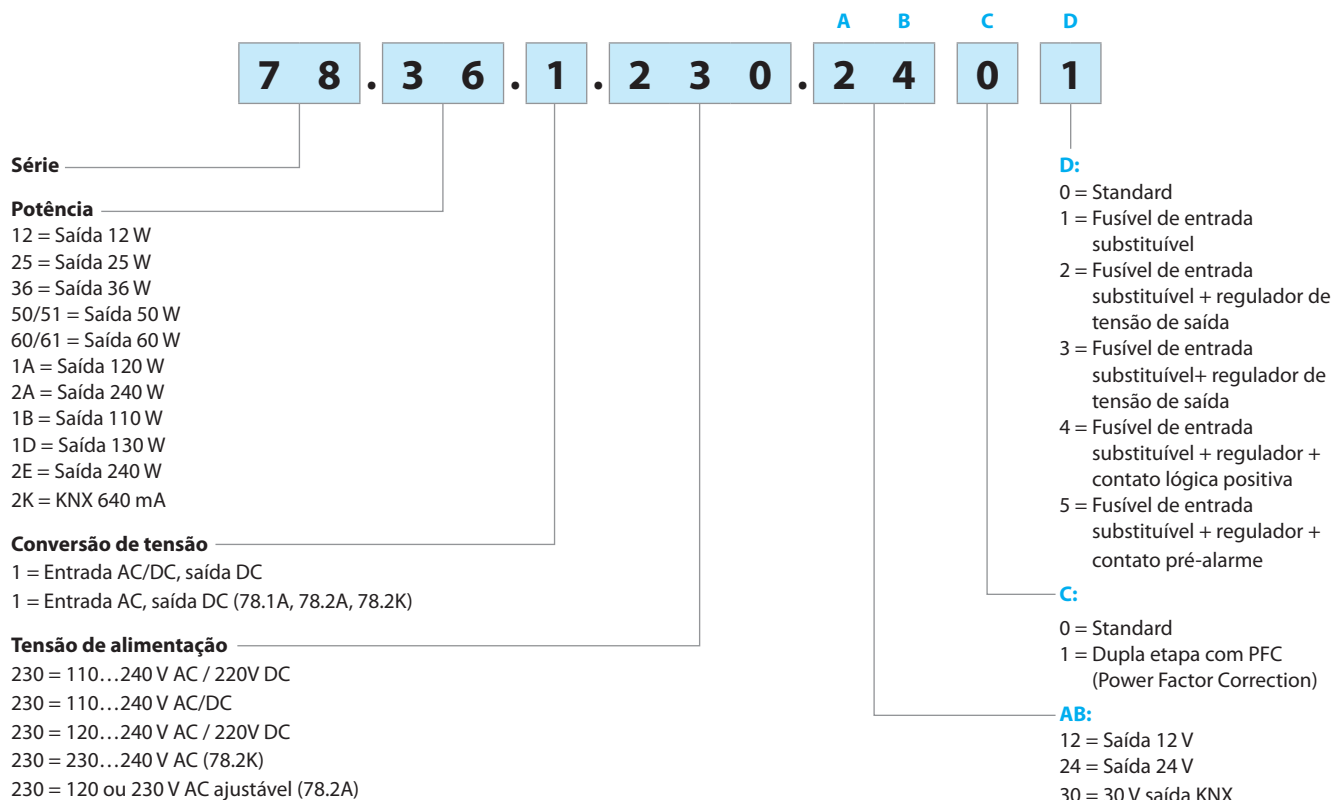 A B C D
7 8 . 3 6 . 1 . 2 3 0 . 2 4 0 1
Série
Potência
12 = Saída 12 W
25 = Saída 25 W
36 = Saída 36 W
50/51 = Saída 50 W
60/61 = Saída 60 W
1A = Saída 120 W
2A = Saída 240 W
1B = Saída 110 W
1D = Saída 130 W
2E = Saída 240 W
2K = KNX 640 mA
Conversão de tensão
1 = Entrada AC/DC, saída DC
1 = Entrada AC, saída DC (78.1A, 78.2A, 78.2K)
Tensão de alimentação
230 = 110…240 V AC / 220V DC
230 = 110…240 V AC/DC
230 = 120…240 V AC / 220V DC
230 = 230…240 V AC (78.2K)
230 = 120 ou 230 V AC ajustável (78.2A)
D:
0 = Standard
1 = Fusível de entrada
substituível
2 = Fusível de entrada
substituível + regulador de
tensão de saída
3 = Fusível de entrada
substituível+ regulador de
tensão de saída
4 = Fusível de entrada
substituível + regulador +
contato lógica positiva
5 = Fusível de entrada
substituível + regulador +
contato pré-alarme
C:
0 = Standard
1 = Dupla etapa com PFC
(Power Factor Correction)
AB:
12 = Saída 12 V
24 = Saída 24 V
30 = 30 V saída KNX